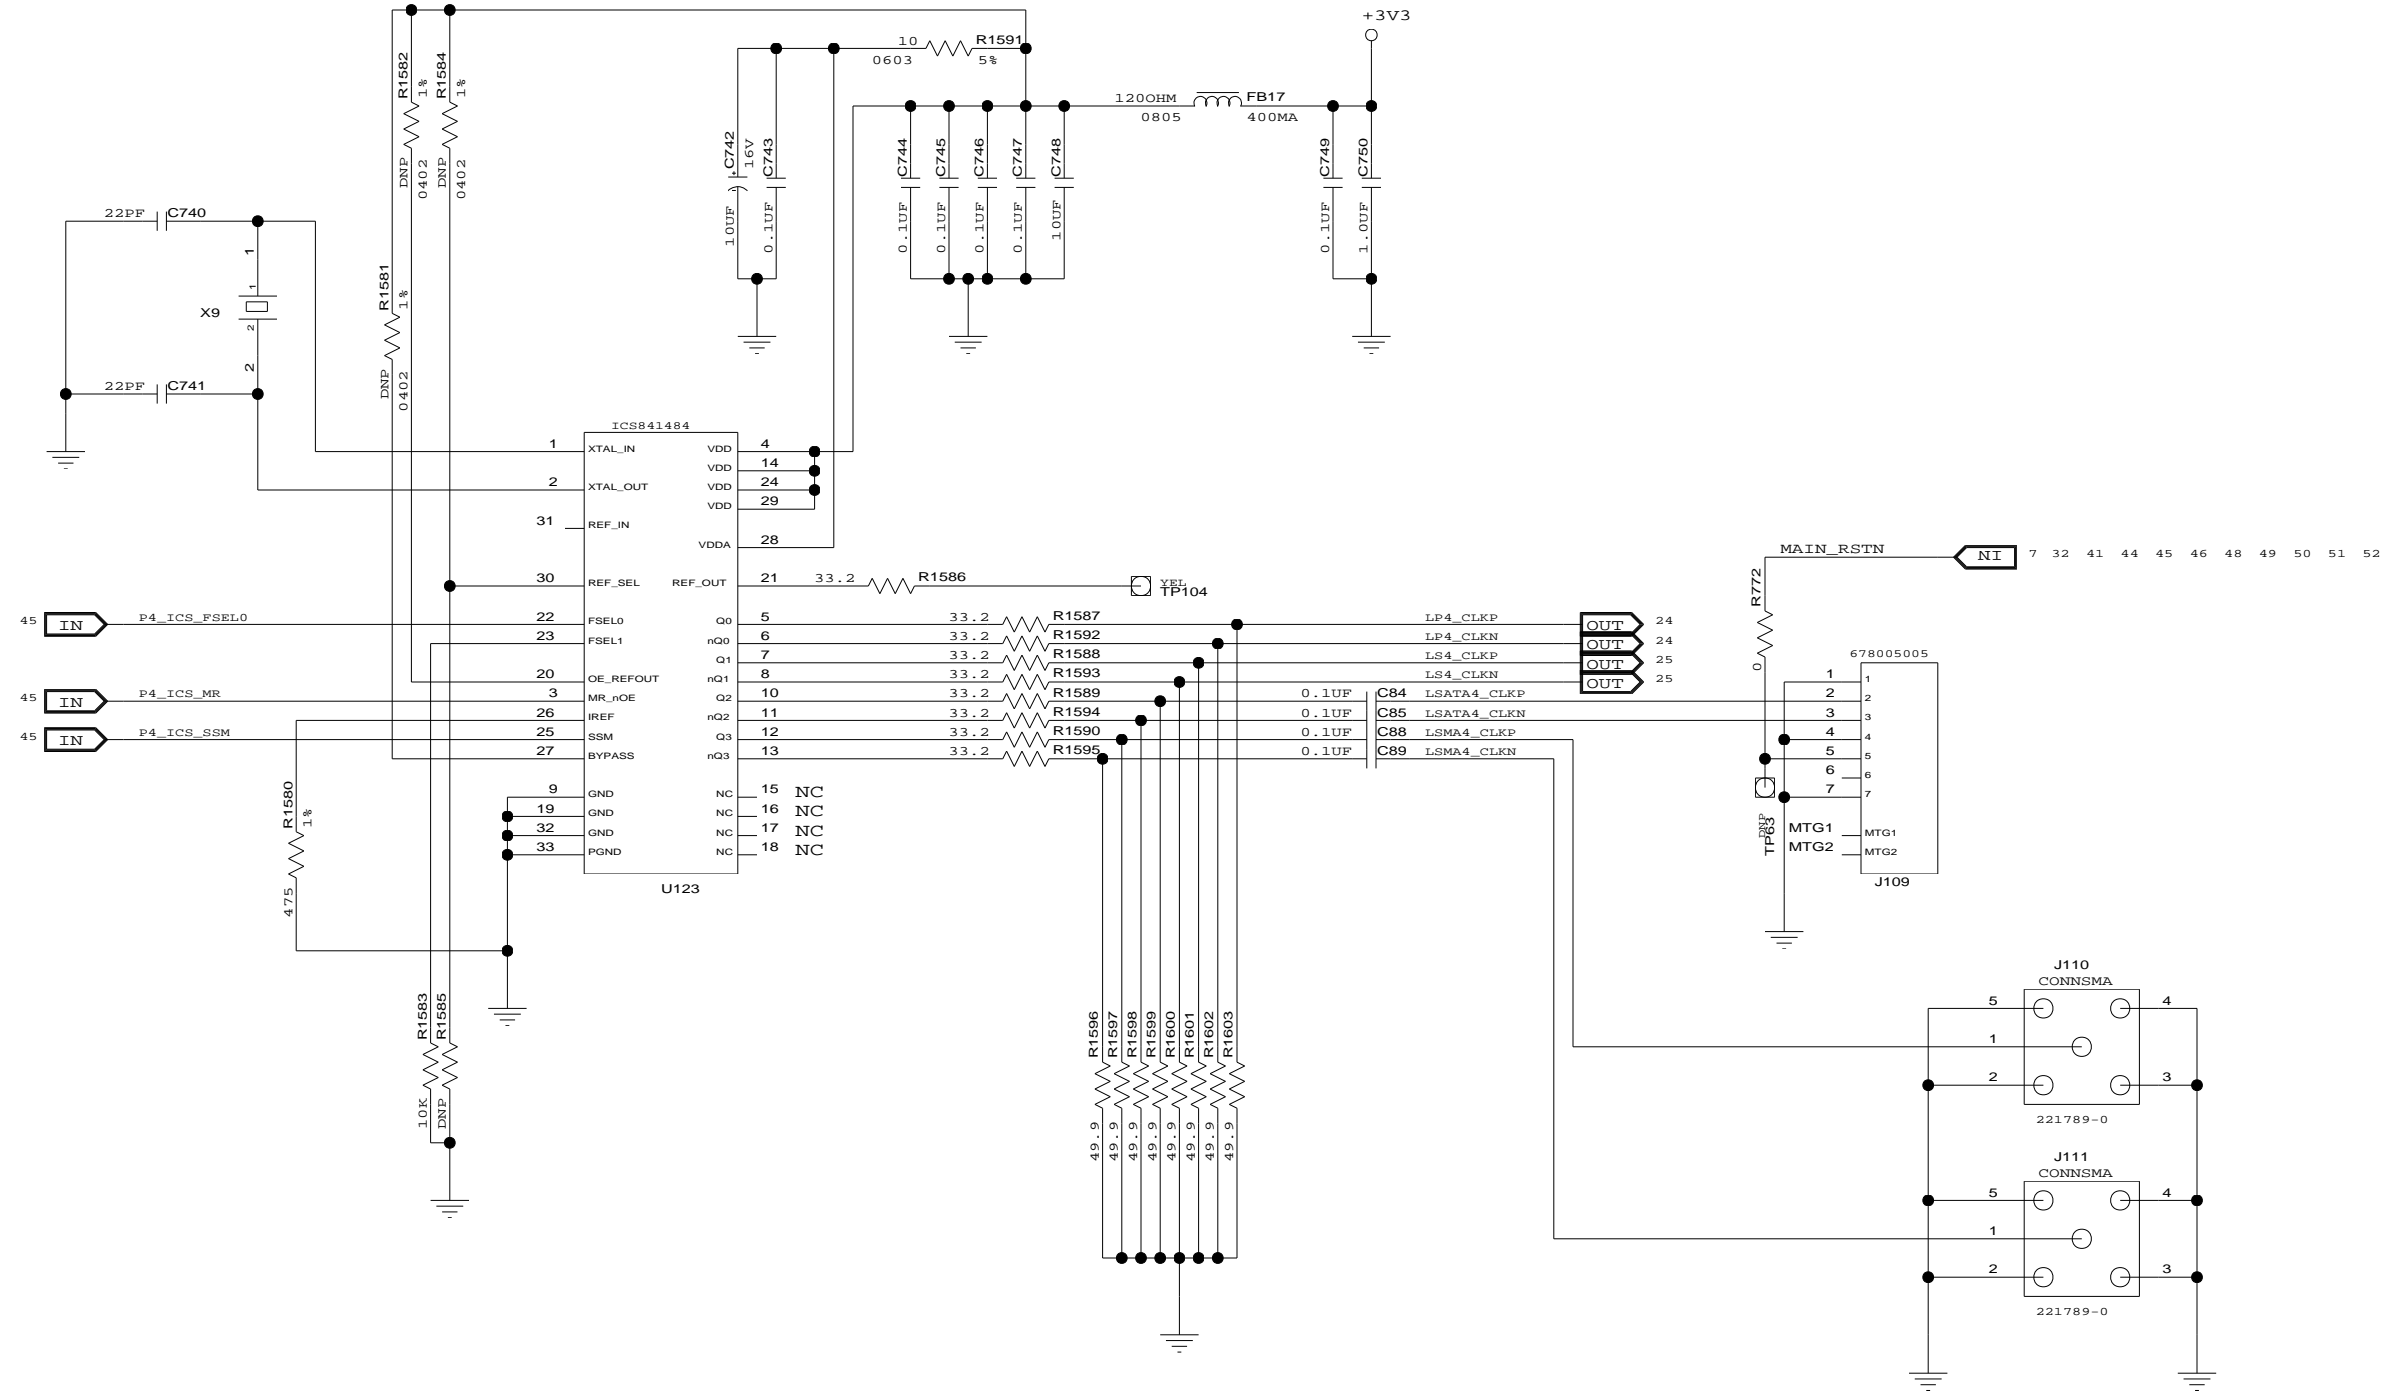 +3V3
10
R1591
0603
5%
R1582
1%
DNP
0402
R1584
1%
DNP
0402
120OHM
FB17
0805
400MA
C742
16V
10UF
C743
0.1UF
C744
0.1UF
C745
0.1UF
C746
0.1UF
C747
0.1UF
C748
10UF
C749
0.1UF
C750
1.0UF
22PF
C740
1
1
X9
2
2
22PF
C741
R1581
1%
DNP
0402
ICS841484
1 XTAL_IN VDD 4
VDD 14
2 XTAL_OUT VDD 24
VDD 29
31 REF_IN
VDDA 28
30 REF_SEL REF_OUT 21 33.2 R1586 YEL
TP104
45 IN P4_ICS_FSEL0 22 FSEL0 Q0 5 33.2 R1587 LP4_CLKP OUT 24
23 FSEL1 nQ0 6 33.2 R1592 LP4_CLKN OUT 24
Q1 7 33.2 R1588 LS4_CLKP OUT 25
20 OE_REFOUT nQ1 8 33.2 R1593 LS4_CLKN OUT 25
45 IN P4_ICS_MR 3 MR_nOE Q2 10 33.2 R1589 0.1UF C84 LSATA4_CLKP
26 IREF nQ2 11 33.2 R1594 0.1UF C85 LSATA4_CLKN
45 IN P4_ICS_SSM 25 SSM Q3 12 33.2 R1590 0.1UF C88 LSMA4_CLKP
27 BYPASS nQ3 13 33.2 R1595 0.1UF C89 LSMA4_CLKN
9 GND NC 15 NC
19 GND NC 16 NC
32 GND NC 17 NC
33 PGND NC 18 NC
U123
R1580
1%
475
R1583
10K
R1585
DNP
MAIN_RSTN NI 7 32 41 44 45 46 48 49 50 51 52
R772
0
678005005
1 1
2 2
3 3
4 4
5 5
6 6
7 7
MTG1 MTG1
MTG2 MTG2
J109
DNP
TP63
R1596
49.9
R1597
49.9
R1598
49.9
R1599
49.9
R1600
49.9
R1601
49.9
R1602
49.9
R1603
49.9
J110
CONNSMA
5 4
1
2 3
221789-0
J111
CONNSMA
5 4
1
2 3
221789-0